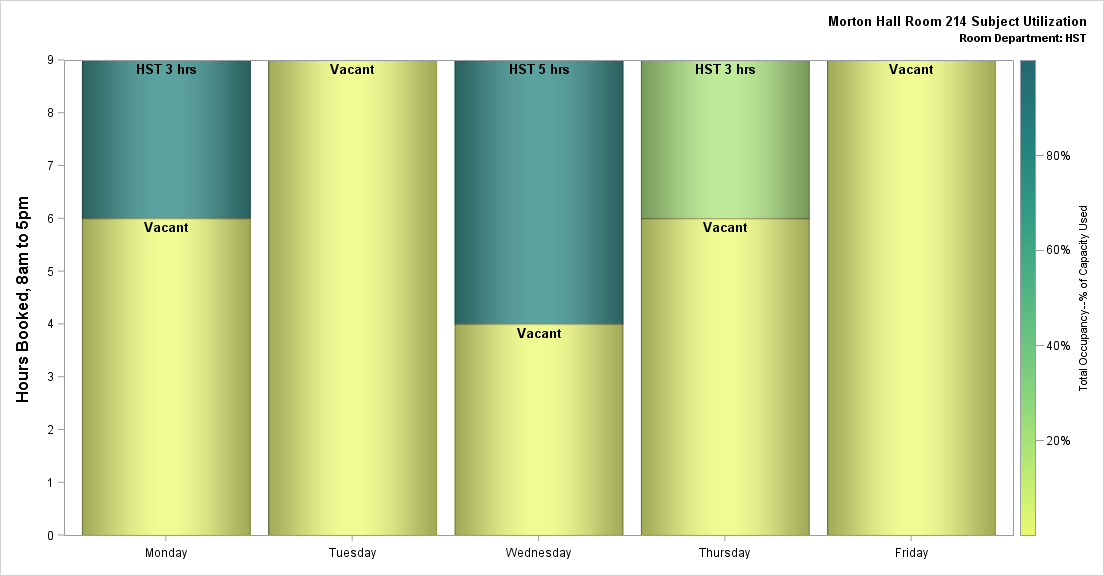 Morton Hall Room 214 Subject Utilization
Room Department: HST
Hours Booked, 8am to 5pm
9
8
7
6
5
4
3
2
1
0
HST 3 hrs
Vacant
Vacant
HST 5 hrs
Vacant
HST 3 hrs
Vacant
Vacant
Monday
Tuesday
Wednesday
Thursday
Friday
80%
60%
40%
20%
Total Occupancy--% of Capacity Used